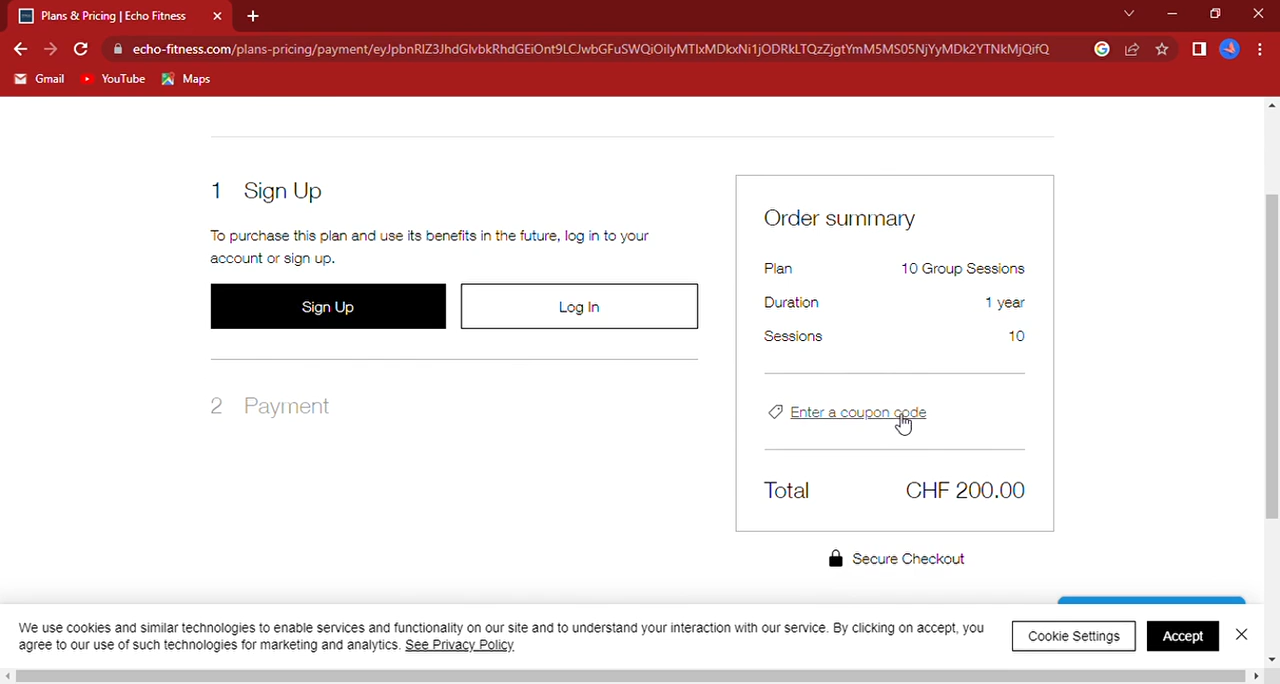 Plans & Pricing | Echo Fitness
echo-fitness.com/plans-pricing/payment/eyJpbnRlZ3JhdGlvbkRhdGEiOnt9LCJwbGFuSWQiOiIyMTIxMDkxNi1jODRkLTQzZjgtYmM5MS05NjYyMDk2YTNkMjQifQ
Gmail
YouTube
Maps
1 Sign Up
To purchase this plan and use its benefits in the future, log in to your
account or sign up.
Sign Up
Log In
2 Payment
Order summary
Plan 10 Group Sessions
Duration 1 year
Sessions 10
Enter a coupon code
Total CHF 200.00
Secure Checkout
We use cookies and similar technologies to enable services and functionality on our site and to understand your interaction with our service. By clicking on accept, you
agree to our use of such technologies for marketing and analytics. See Privacy Policy
Cookie Settings
Accept